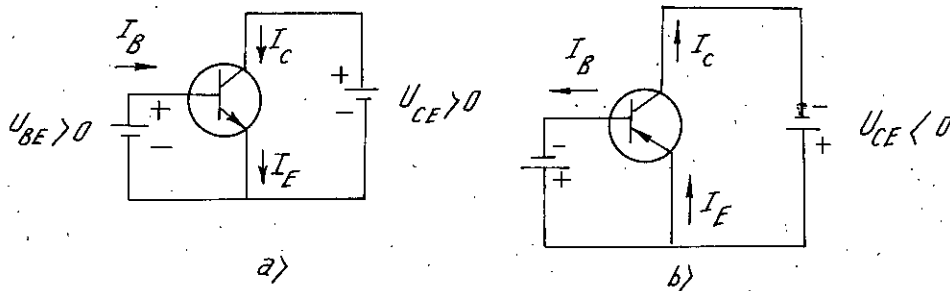 I_B
I_C
+
-
U_BE>0
+
-
U_CE>0
I_E
a>
I_B
I_C
-
+
-
+
U_CE<0
I_E
b>